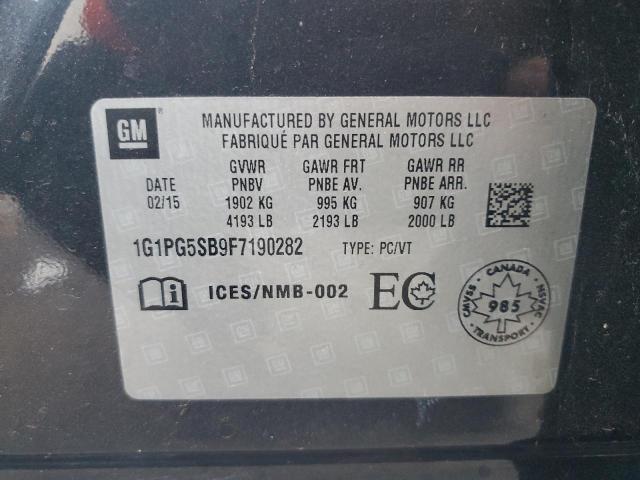 GM
MANUFACTURED BY GENERAL MOTORS LLC
FABRIQUÉ PAR GENERAL MOTORS LLC
GVWR GAWR FRT GAWR RR
DATE PNBV PNBE AV. PNBE ARR.
02/15 1902 KG 995 KG 907 KG
4193 LB 2193 LB 2000 LB
1G1PG5SB9F7190282 TYPE: PC/VT
i ICES/NMB-002 EC
CANADA
CMVSS 985 NSVAC
TRANSPORT